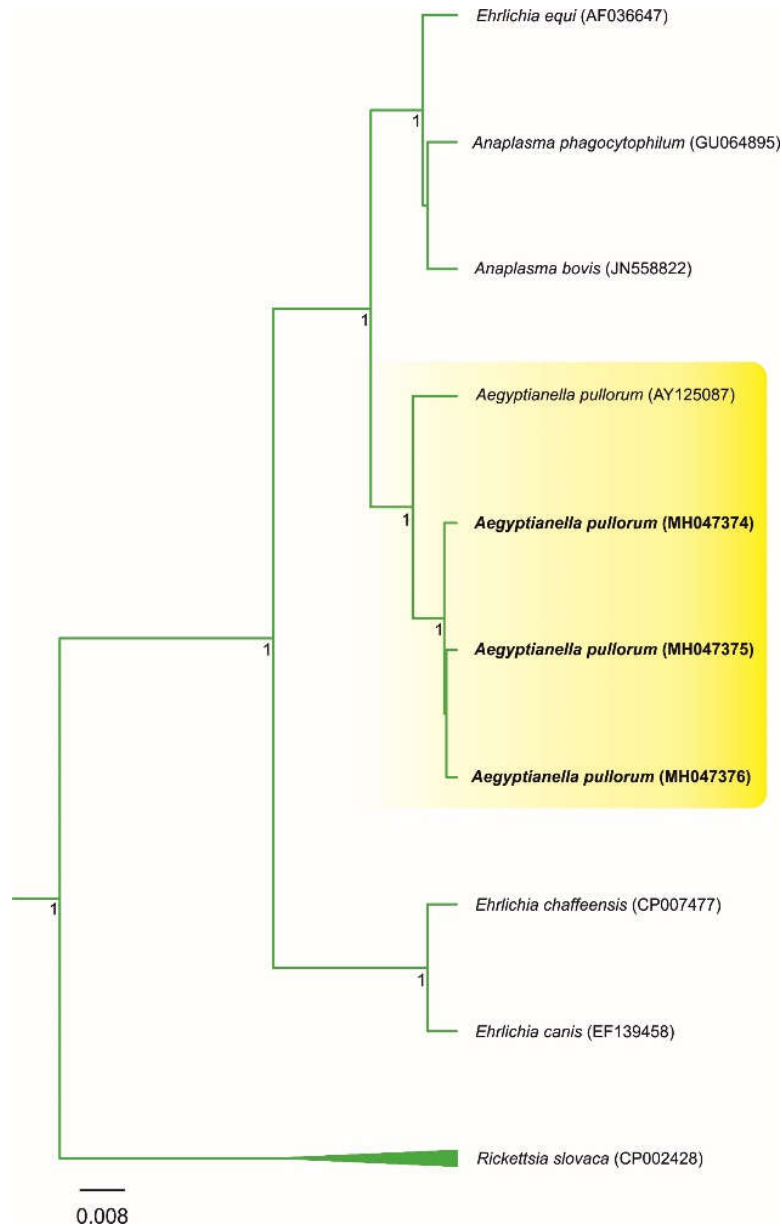 Ehrlichia equi (AF036647)
1
Anaplasma phagocytophilum (GU064895)
Anaplasma bovis (JN558822)
1
Aegyptianella pullorum (AY125087)
1
Aegyptianella pullorum (MH047374)
1
Aegyptianella pullorum (MH047375)
1
Aegyptianella pullorum (MH047376)
Ehrlichia chaffeensis (CP007477)
1
1
Ehrlichia canis (EF139458)
Rickettsia slovaca (CP002428)
0.008